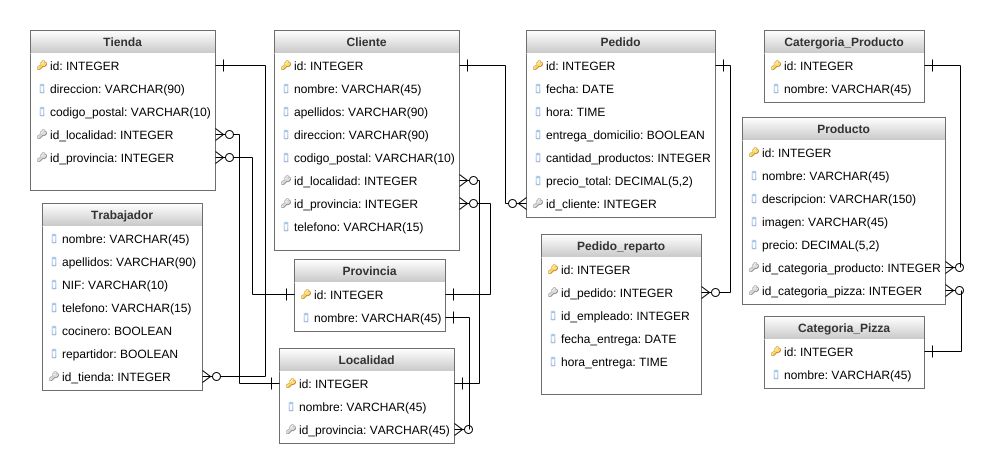 Tienda
id: INTEGER
direccion: VARCHAR(90)
codigo_postal: VARCHAR(10)
id_localidad: INTEGER
id_provincia: INTEGER
Trabajador
nombre: VARCHAR(45)
apellidos: VARCHAR(90)
NIF: VARCHAR(10)
telefono: VARCHAR(15)
cocinero: BOOLEAN
repartidor: BOOLEAN
id_tienda: INTEGER
Cliente
id: INTEGER
nombre: VARCHAR(45)
apellidos: VARCHAR(90)
direccion: VARCHAR(90)
codigo_postal: VARCHAR(10)
id_localidad: INTEGER
id_provincia: INTEGER
telefono: VARCHAR(15)
Provincia
id: INTEGER
nombre: VARCHAR(45)
Localidad
id: INTEGER
nombre: VARCHAR(45)
id_provincia: VARCHAR(45)
Pedido
id: INTEGER
fecha: DATE
hora: TIME
entrega_domicilio: BOOLEAN
cantidad_productos: INTEGER
precio_total: DECIMAL(5,2)
id_cliente: INTEGER
Pedido_reparto
id: INTEGER
id_pedido: INTEGER
id_empleado: INTEGER
fecha_entrega: DATE
hora_entrega: TIME
Catergoria_Producto
id: INTEGER
nombre: VARCHAR(45)
Producto
id: INTEGER
nombre: VARCHAR(45)
descripcion: VARCHAR(150)
imagen: VARCHAR(45)
precio: DECIMAL(5,2)
id_categoria_producto: INTEGER
id_categoria_pizza: INTEGER
Categoria_Pizza
id: INTEGER
nombre: VARCHAR(45)